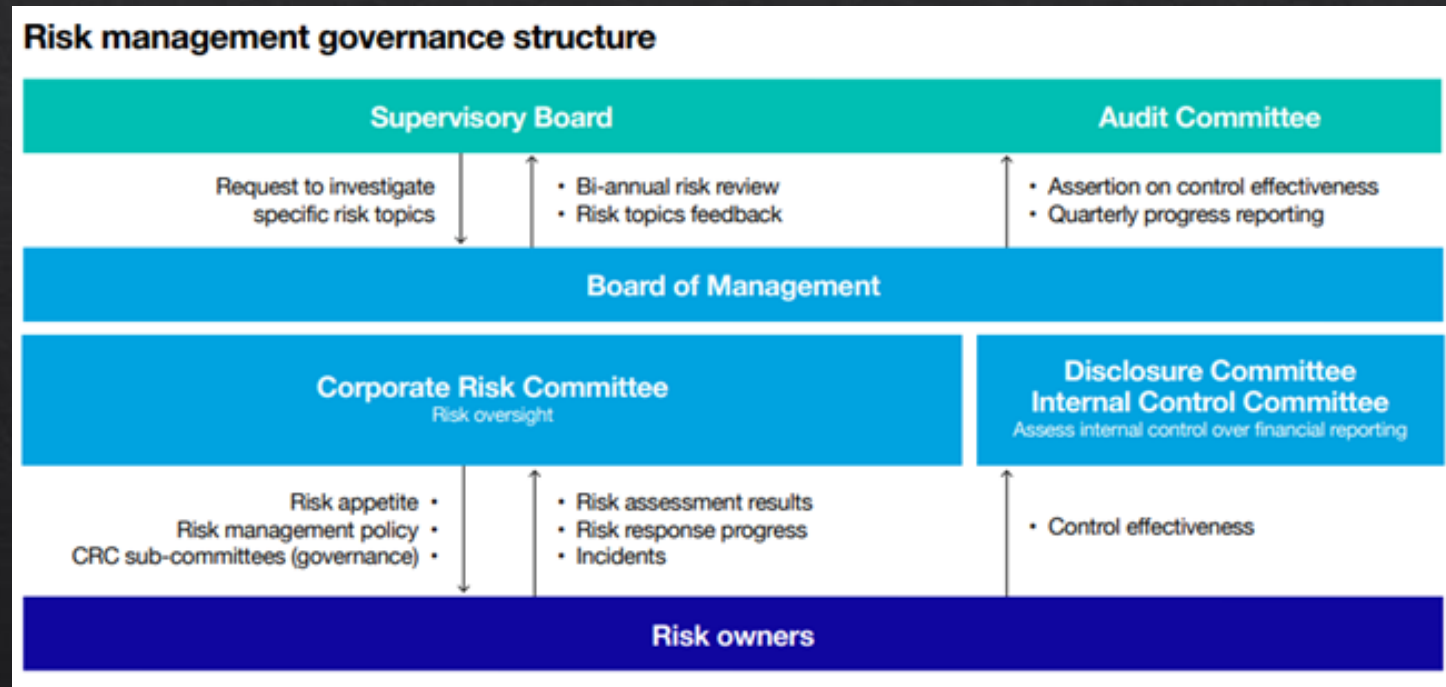 Risk management governance structure
Supervisory Board
Audit Committee
Request to investigate
specific risk topics
• Bi-annual risk review
• Risk topics feedback
• Assertion on control effectiveness
• Quarterly progress reporting
Board of Management
Corporate Risk Committee
Risk oversight
Disclosure Committee
Internal Control Committee
Assess internal control over financial reporting
Risk appetite •
Risk management policy •
CRC sub-committees (governance) •
• Risk assessment results
• Risk response progress
• Incidents
• Control effectiveness
Risk owners